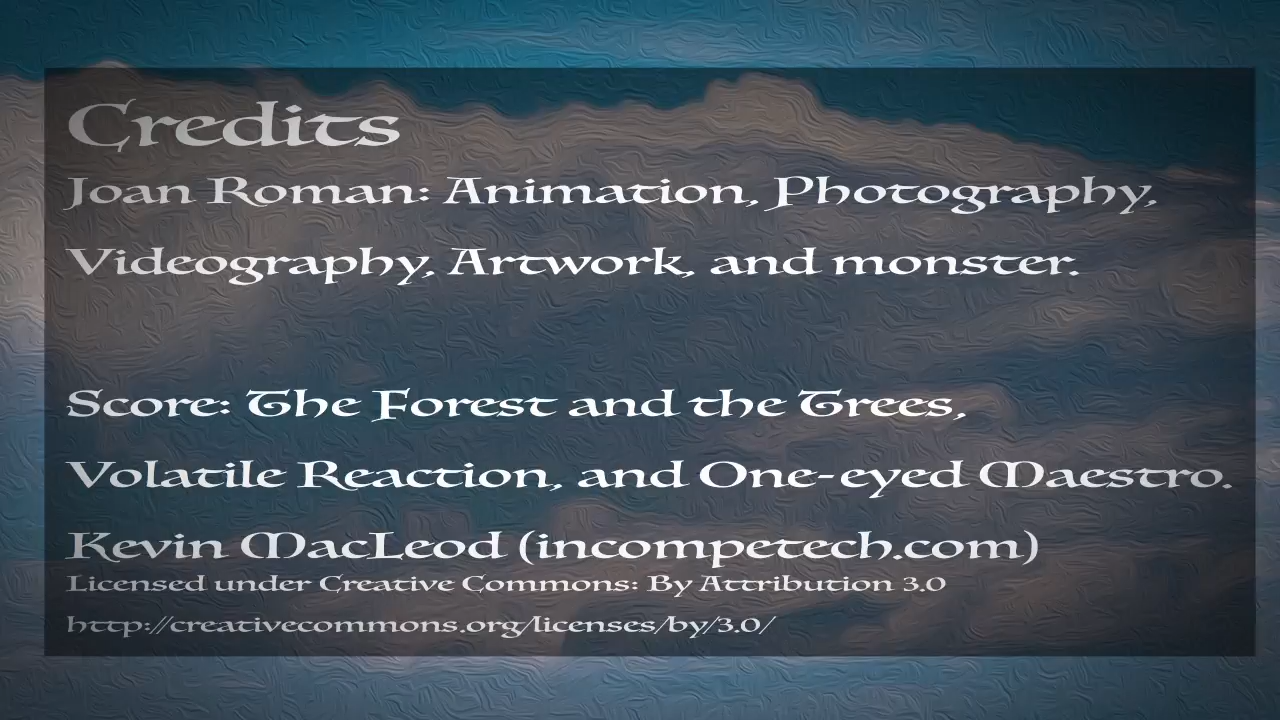 Credits
Joan Roman: Animation, Photography,
Videography, Artwork, and monster.
Score: The Forest and the Trees,
Volatile Reaction, and One-eyed Maestro.
Kevin MacLeod (incompetech.com)
Licensed under Creative Commons: By Attribution 3.0
http://creativecommons.org/licenses/by/3.0/